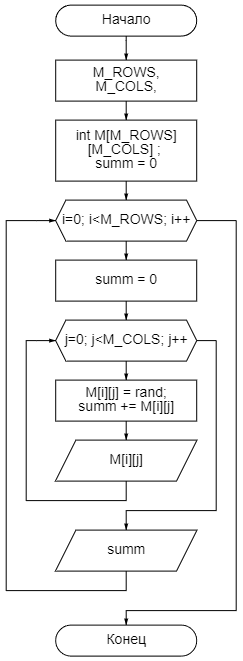 Начало
M_ROWS,
M_COLS,
int M[M_ROWS]
[M_COLS] ;
summ = 0
i=0; i<M_ROWS; i++
summ = 0
j=0; j<M_COLS; j++
M[i][j] = rand;
summ += M[i][j]
M[i][j]
summ
Конец